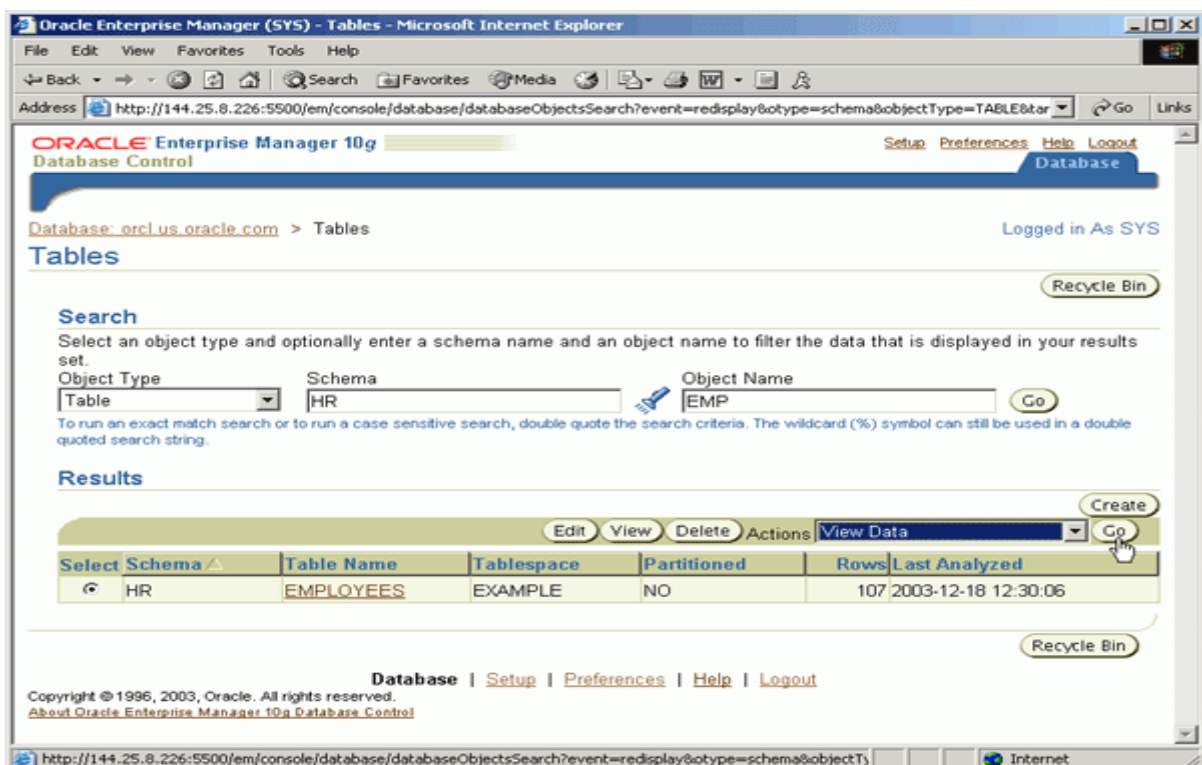 Oracle Enterprise Manager (SYS) - Tables - Microsoft Internet Explorer
File Edit View Favorites Tools Help
Back Search Favorites Media
Address http://144.25.8.226:5500/em/console/database/databaseObjectsSearch?event=redisplay&otype=schema&objectType=TABLE&tar Go Links
ORACLE Enterprise Manager 10g
Database Control
Setup Preferences Help Logout
Database
Database: orcl.us.oracle.com > Tables
Logged in As SYS
Tables
Recycle Bin
Search
Select an object type and optionally enter a schema name and an object name to filter the data that is displayed in your results
set.
Object Type Schema Object Name
Table HR EMP Go
To run an exact match search or to run a case sensitive search, double quote the search criteria. The wildcard (%) symbol can still be used in a double
quoted search string.
Results
Create
Edit View Delete Actions View Data Go
Select Schema Table Name Tablespace Partitioned Rows Last Analyzed
HR EMPLOYEES EXAMPLE NO 107 2003-12-18 12:30:06
Recycle Bin
Database | Setup | Preferences | Help | Logout
Copyright © 1996, 2003, Oracle. All rights reserved.
About Oracle Enterprise Manager 10g Database Control
http://144.25.8.226:5500/em/console/database/databaseObjectsSearch?event=redisplay&otype=schema&objectTy Internet